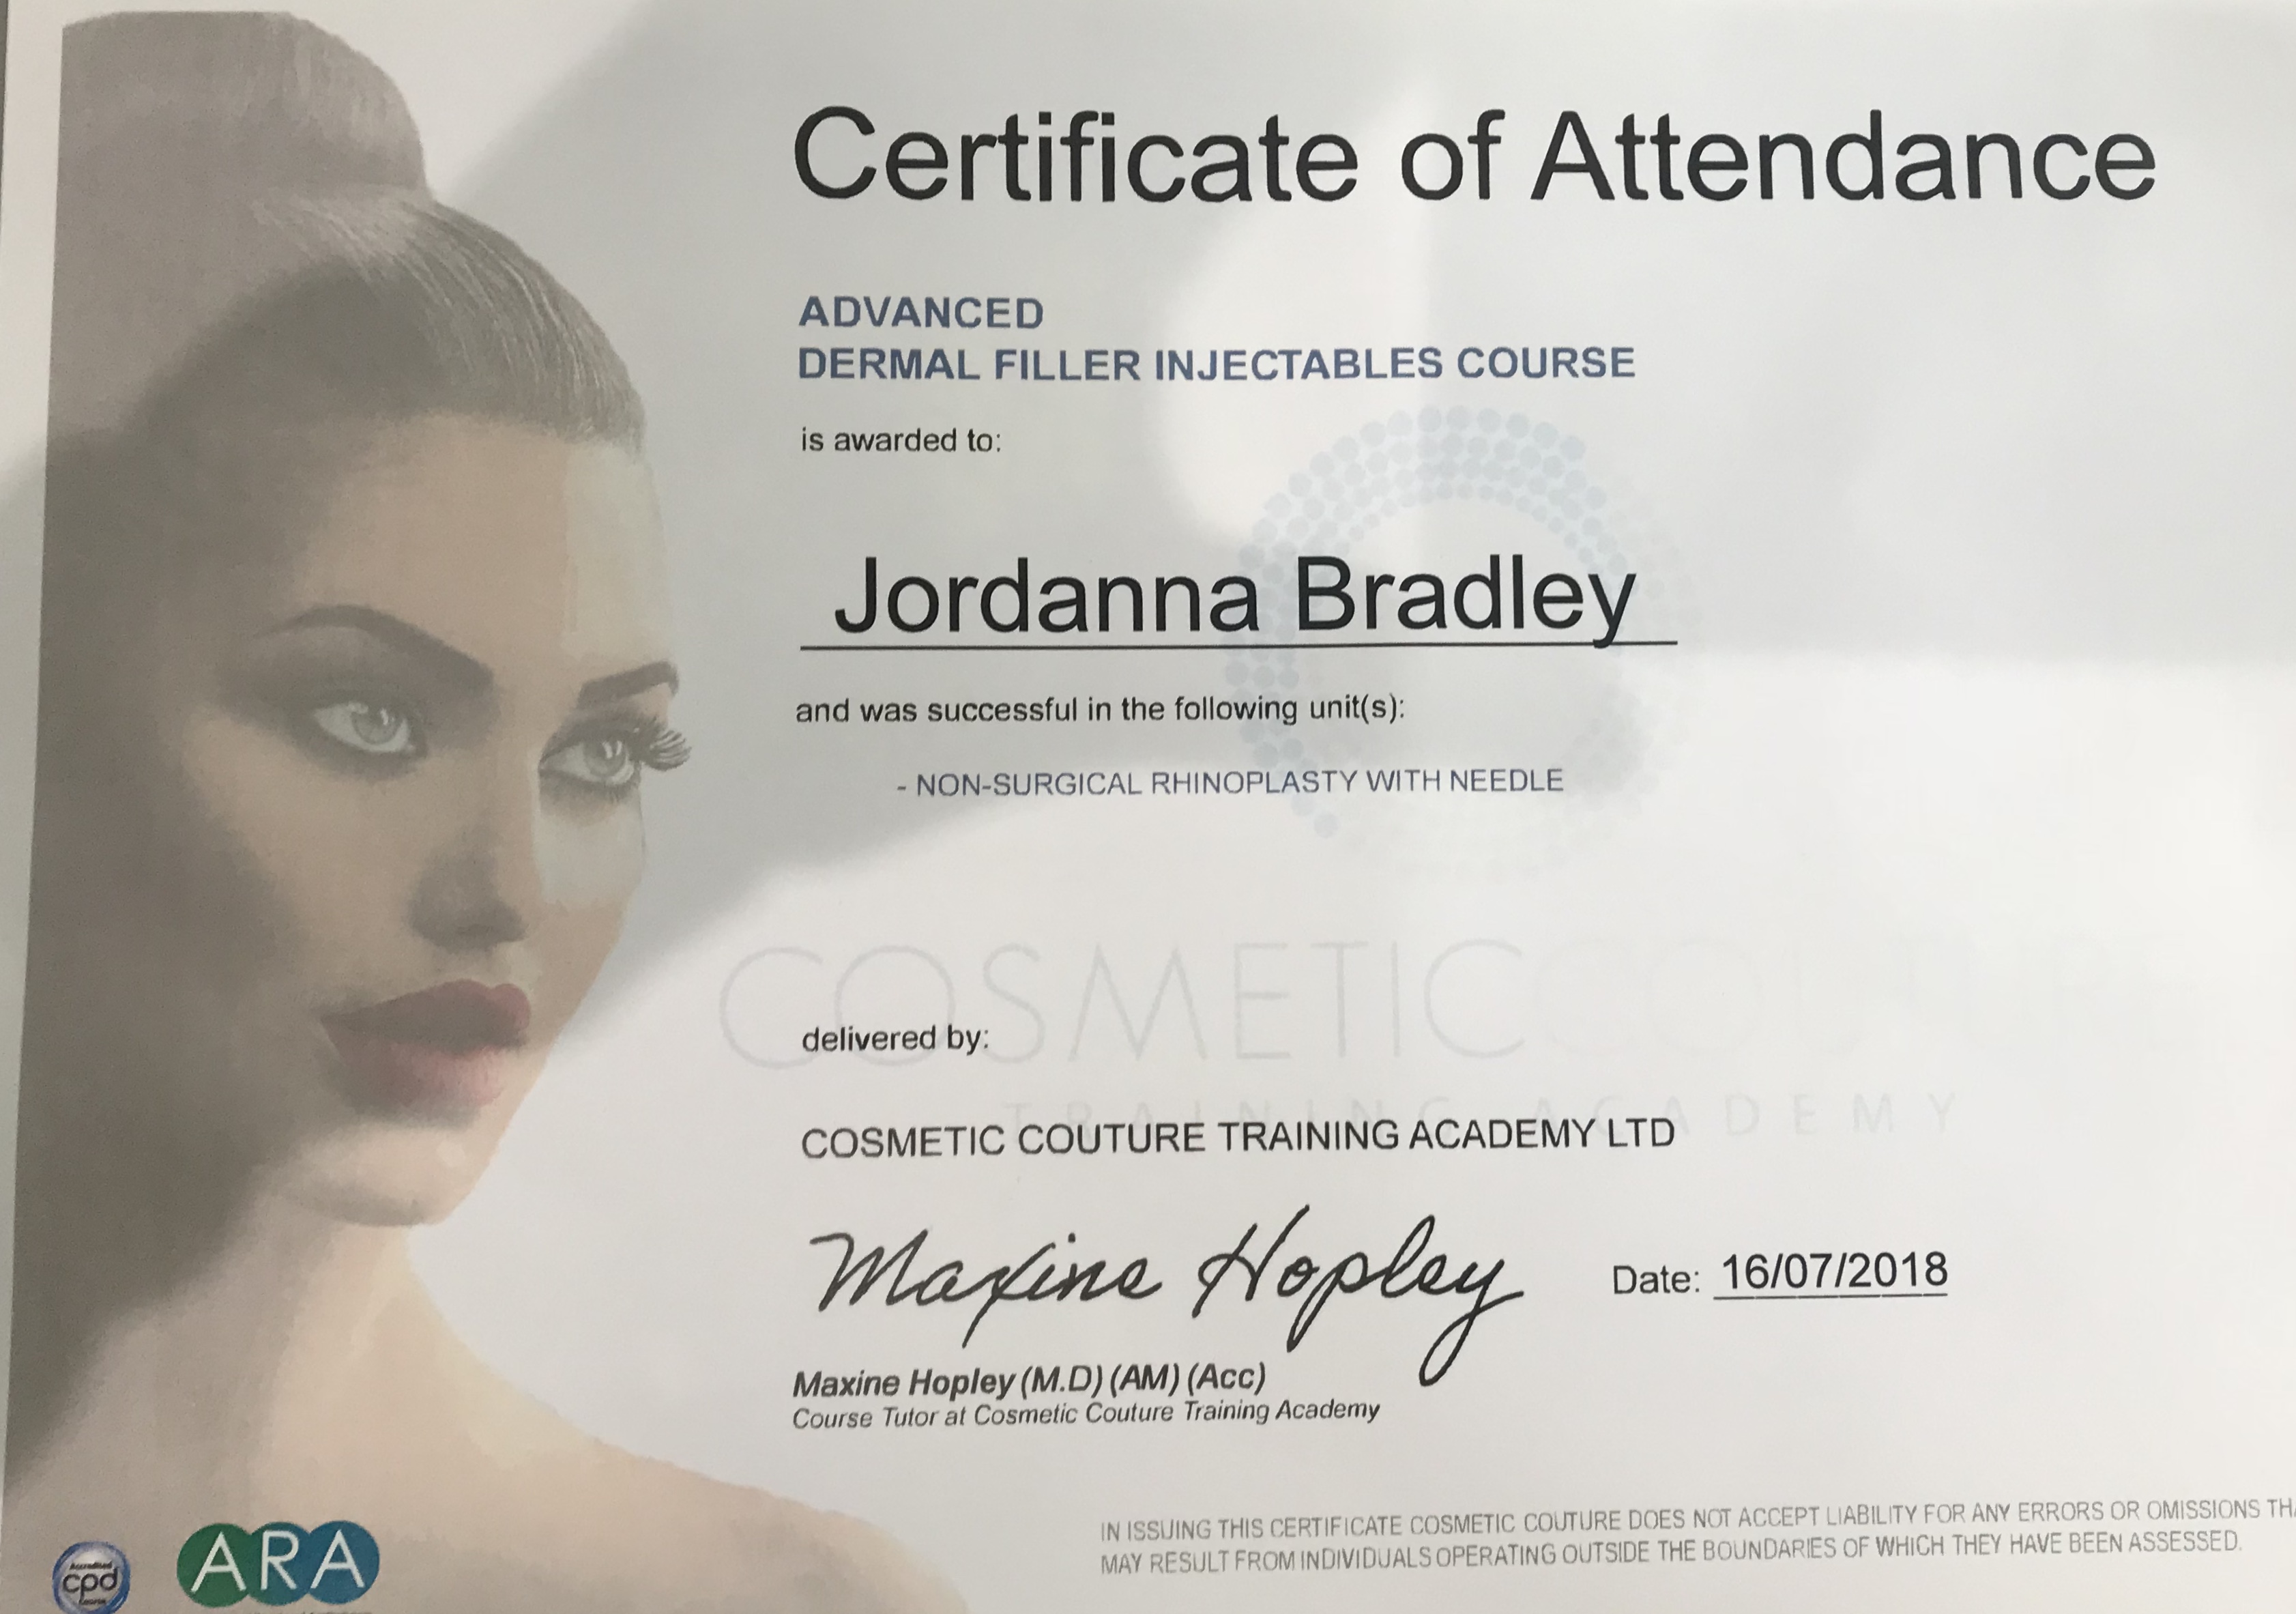 Certificate of Attendance
ADVANCED
DERMAL FILLER INJECTABLES COURSE
is awarded to:
Jordanna Bradley
and was successful in the following unit(s):
- NON-SURGICAL RHINOPLASTY WITH NEEDLE
COSMETICCOUTURE
TRAINING ACADEMY
delivered by:
COSMETIC COUTURE TRAINING ACADEMY LTD
Maxine Hopley
Date: 16/07/2018
Maxine Hopley (M.D) (AM) (Acc)
Course Tutor at Cosmetic Couture Training Academy
Accredited
cpd
Course
ARA
IN ISSUING THIS CERTIFICATE COSMETIC COUTURE DOES NOT ACCEPT LIABILITY FOR ANY ERRORS OR OMISSIONS
MAY RESULT FROM INDIVIDUALS OPERATING OUTSIDE THE BOUNDARIES OF WHICH THEY HAVE BEEN ASSESSED.